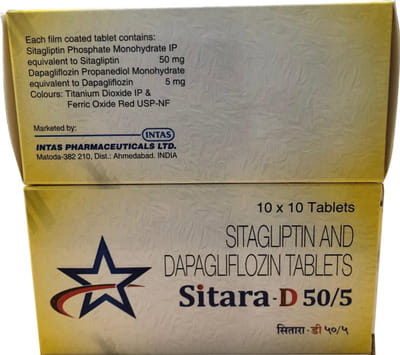 Each film coated tablet contains:
Sitagliptin Phosphate Monohydrate IP
equivalent to Sitagliptin 50 mg
Dapagliflozin Propanediol Monohydrate
equivalent to Dapagliflozin 5 mg
Colours: Titanium Dioxide IP &
Ferric Oxide Red USP-NF
Marketed by:
INTAS
INTAS PHARMACEUTICALS LTD.
Matoda-382 210, Dist.: Ahmedabad. INDIA
10 x 10 Tablets
SITAGLIPTIN AND
DAPAGLIFLOZIN TABLETS
Sitara-D 50/5
सितारा-डी ५०/५